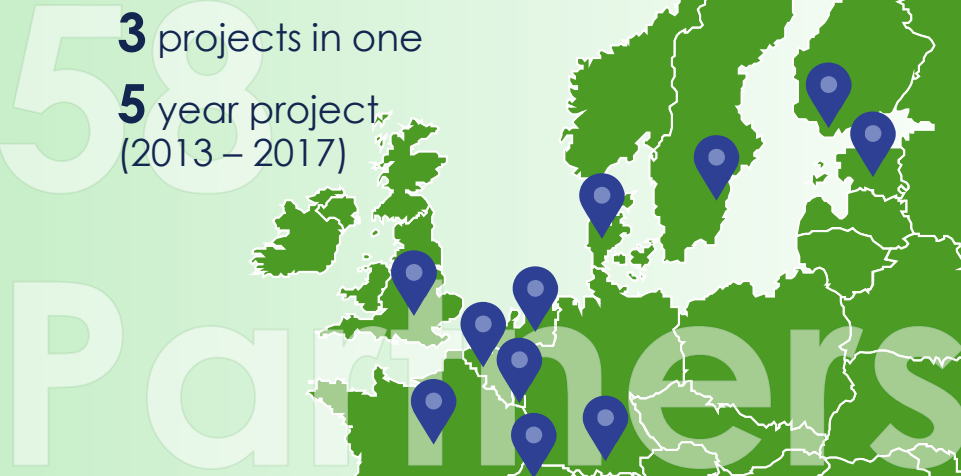 58
3 projects in one
5 year project
(2013 – 2017)
Partners